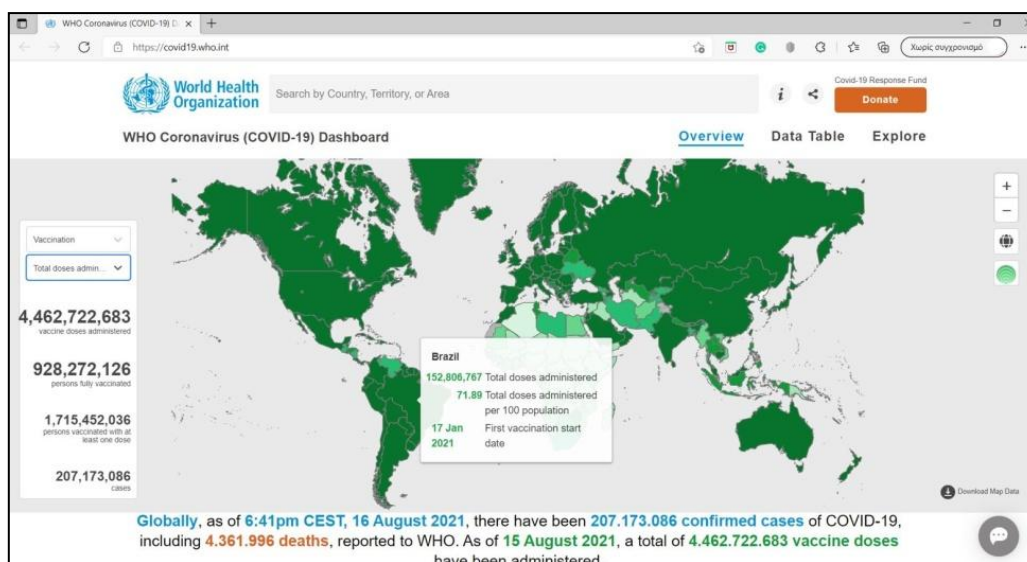 WHO Coronavirus (COVID-19) D
https://covid19.who.int
Χωρίς συγχρονισμό
World Health
Organization
Search by Country, Territory, or Area
i
Covid-19 Response Fund
Donate
WHO Coronavirus (COVID-19) Dashboard
Overview
Data Table
Explore
Vaccination
Total doses admin...
4,462,722,683
vaccine doses administered
928,272,126
persons fully vaccinated
1,715,452,036
persons vaccinated with at
least one dose
207,173,086
cases
Brazil
152,806,767 Total doses administered
71.89 Total doses administered
per 100 population
17 Jan First vaccination start
2021 date
Download Map Data
Globally, as of 6:41pm CEST, 16 August 2021, there have been 207.173.086 confirmed cases of COVID-19,
including 4.361.996 deaths, reported to WHO. As of 15 August 2021, a total of 4.462.722.683 vaccine doses
have been administered